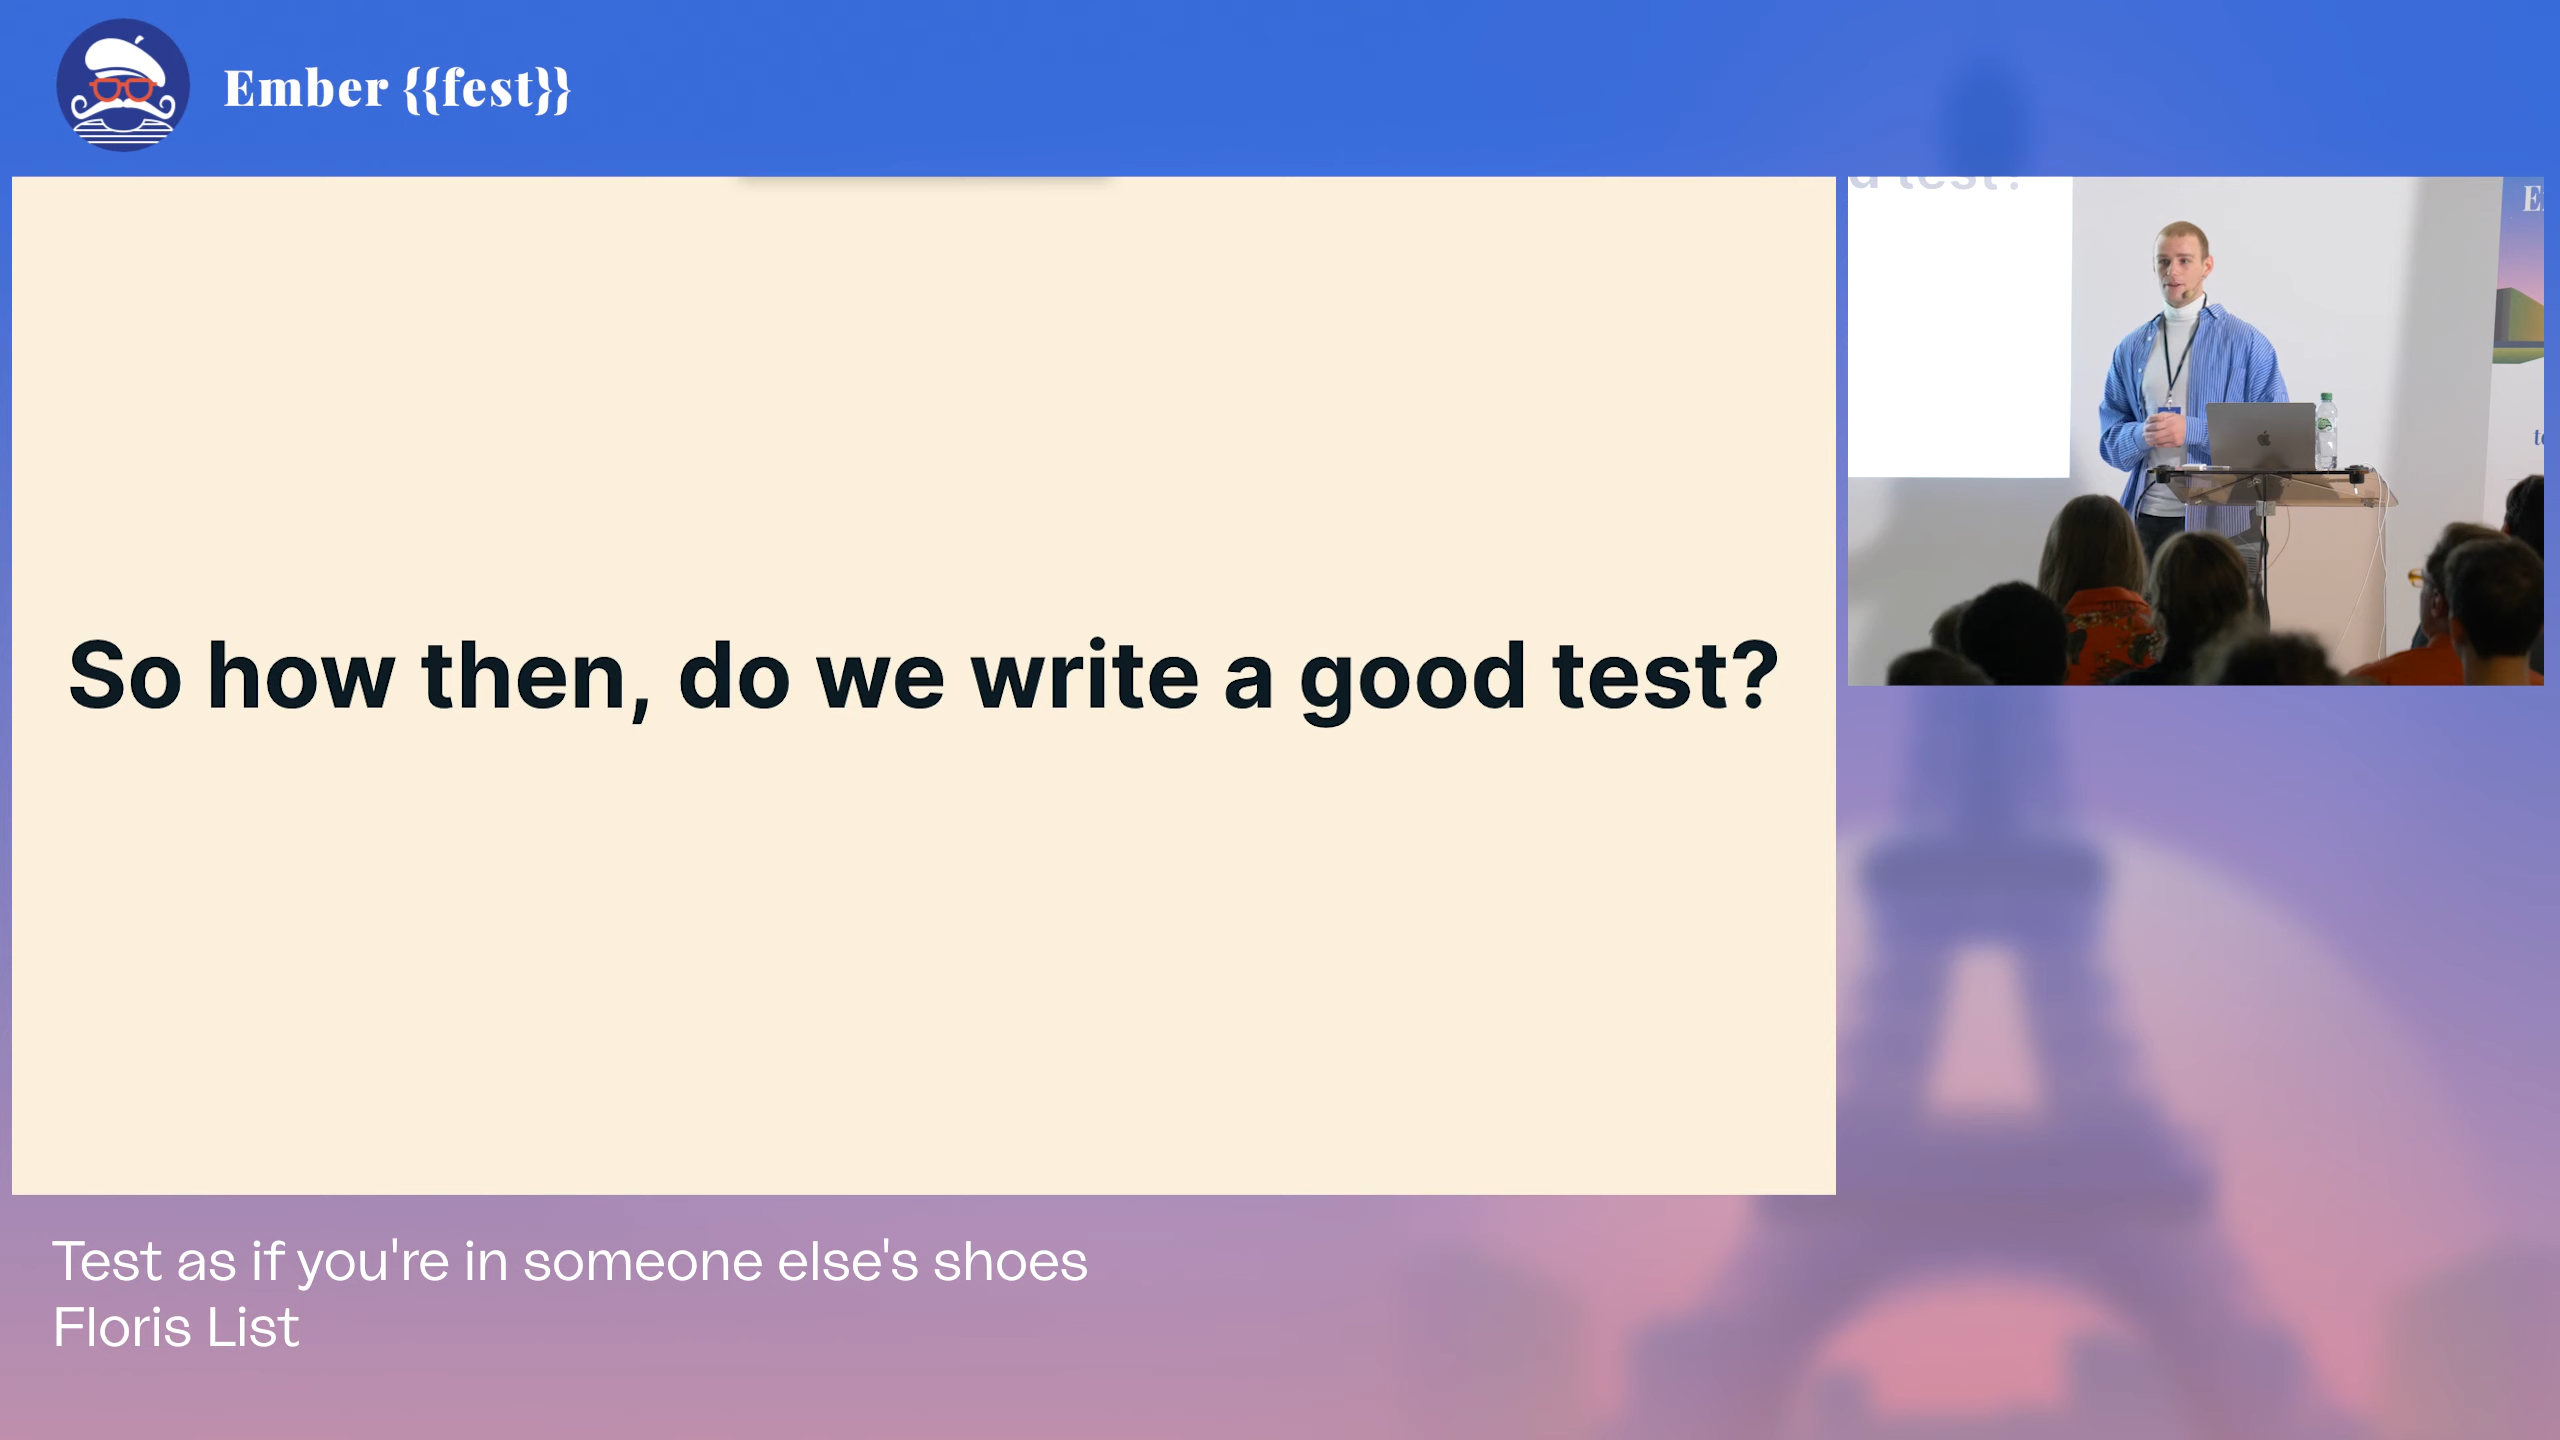 Ember {{fest}}
So how then, do we write a good test?
test?
E
Test as if you're in someone else's shoes
Floris List